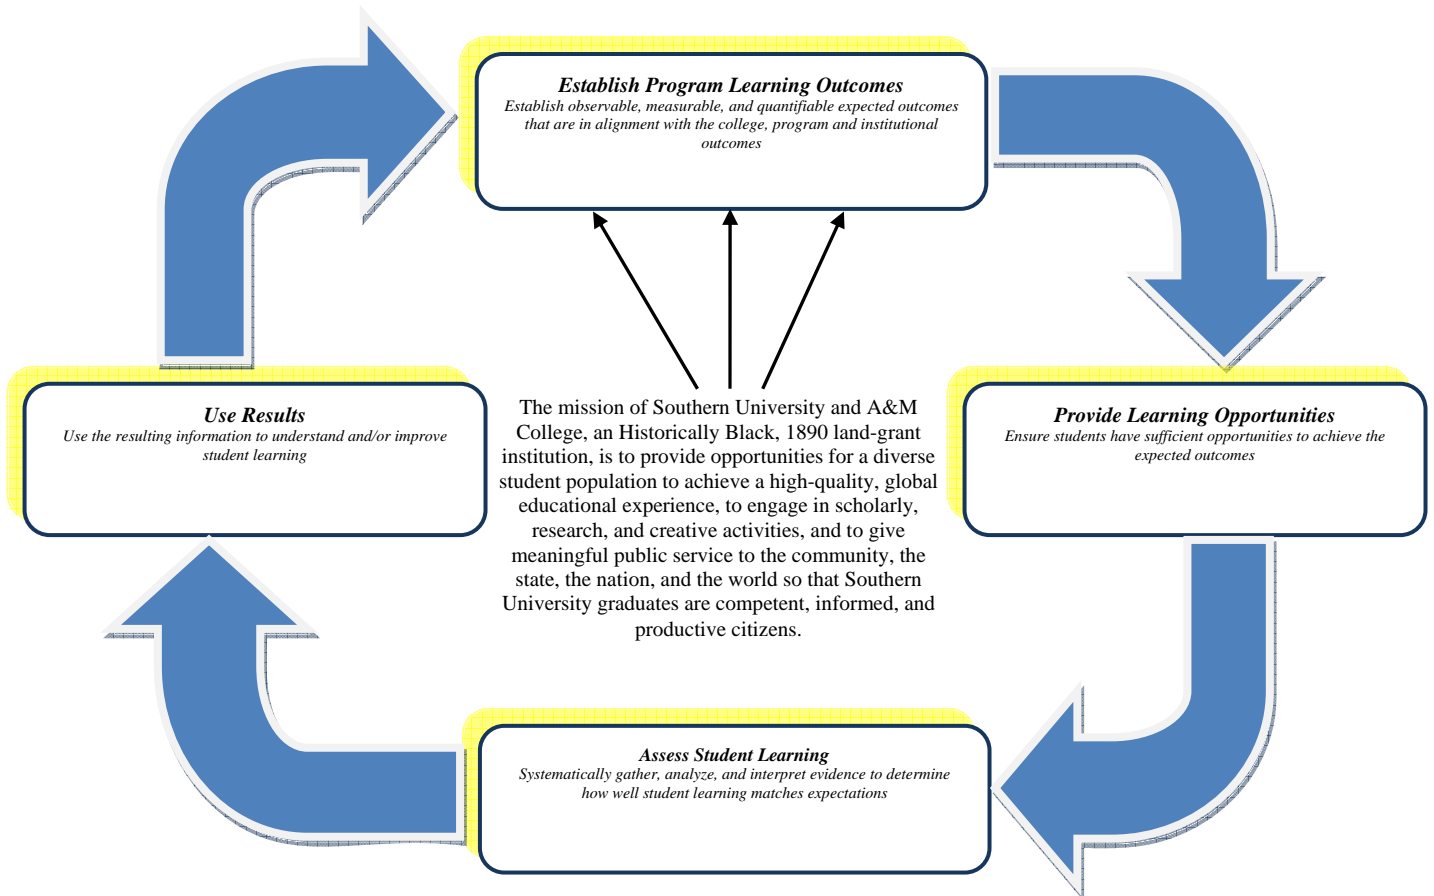 Establish Program Learning Outcomes
Establish observable, measurable, and quantifiable expected outcomes
that are in alignment with the college, program and institutional
outcomes
Use Results
Use the resulting information to understand and/or improve
student learning
The mission of Southern University and A&M
College, an Historically Black, 1890 land-grant
institution, is to provide opportunities for a diverse
student population to achieve a high-quality, global
educational experience, to engage in scholarly,
research, and creative activities, and to give
meaningful public service to the community, the
state, the nation, and the world so that Southern
University graduates are competent, informed, and
productive citizens.
Provide Learning Opportunities
Ensure students have sufficient opportunities to achieve the
expected outcomes
Assess Student Learning
Systematically gather, analyze, and interpret evidence to determine
how well student learning matches expectations